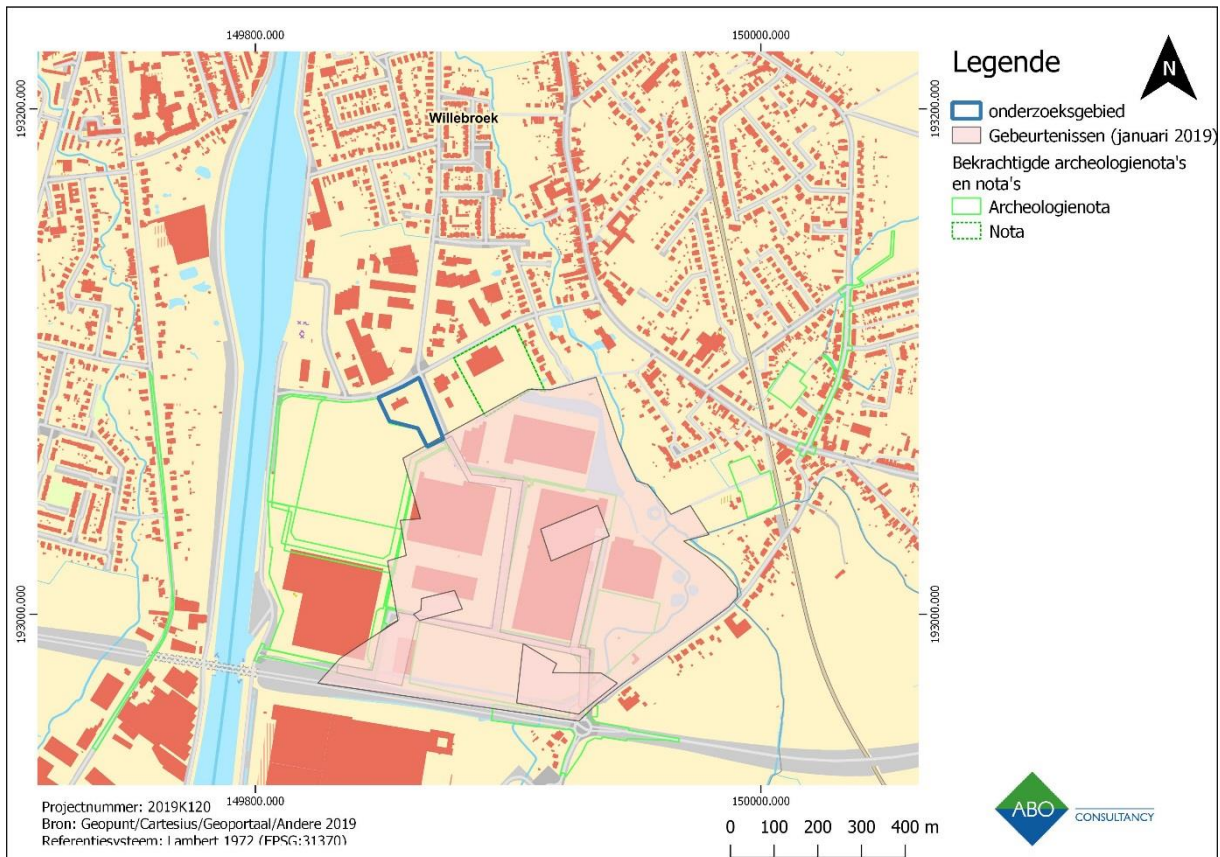 149800.000
150000.000
193200.000
193200.000
Willebroek
193000.000
193000.000
149800.000
150000.000
Legende
N
onderzoeksgebied
Gebeurtenissen (januari 2019)
Bekrachtigde archeologienota's
en nota's
Archeologienota
Nota
Projectnummer: 2019K120
Bron: Geopunt/Cartesius/Geoportaal/Andere 2019
Referentiesysteem: Lambert 1972 (EPSG:31370)
0 100 200 300 400 m
ABO
CONSULTANCY